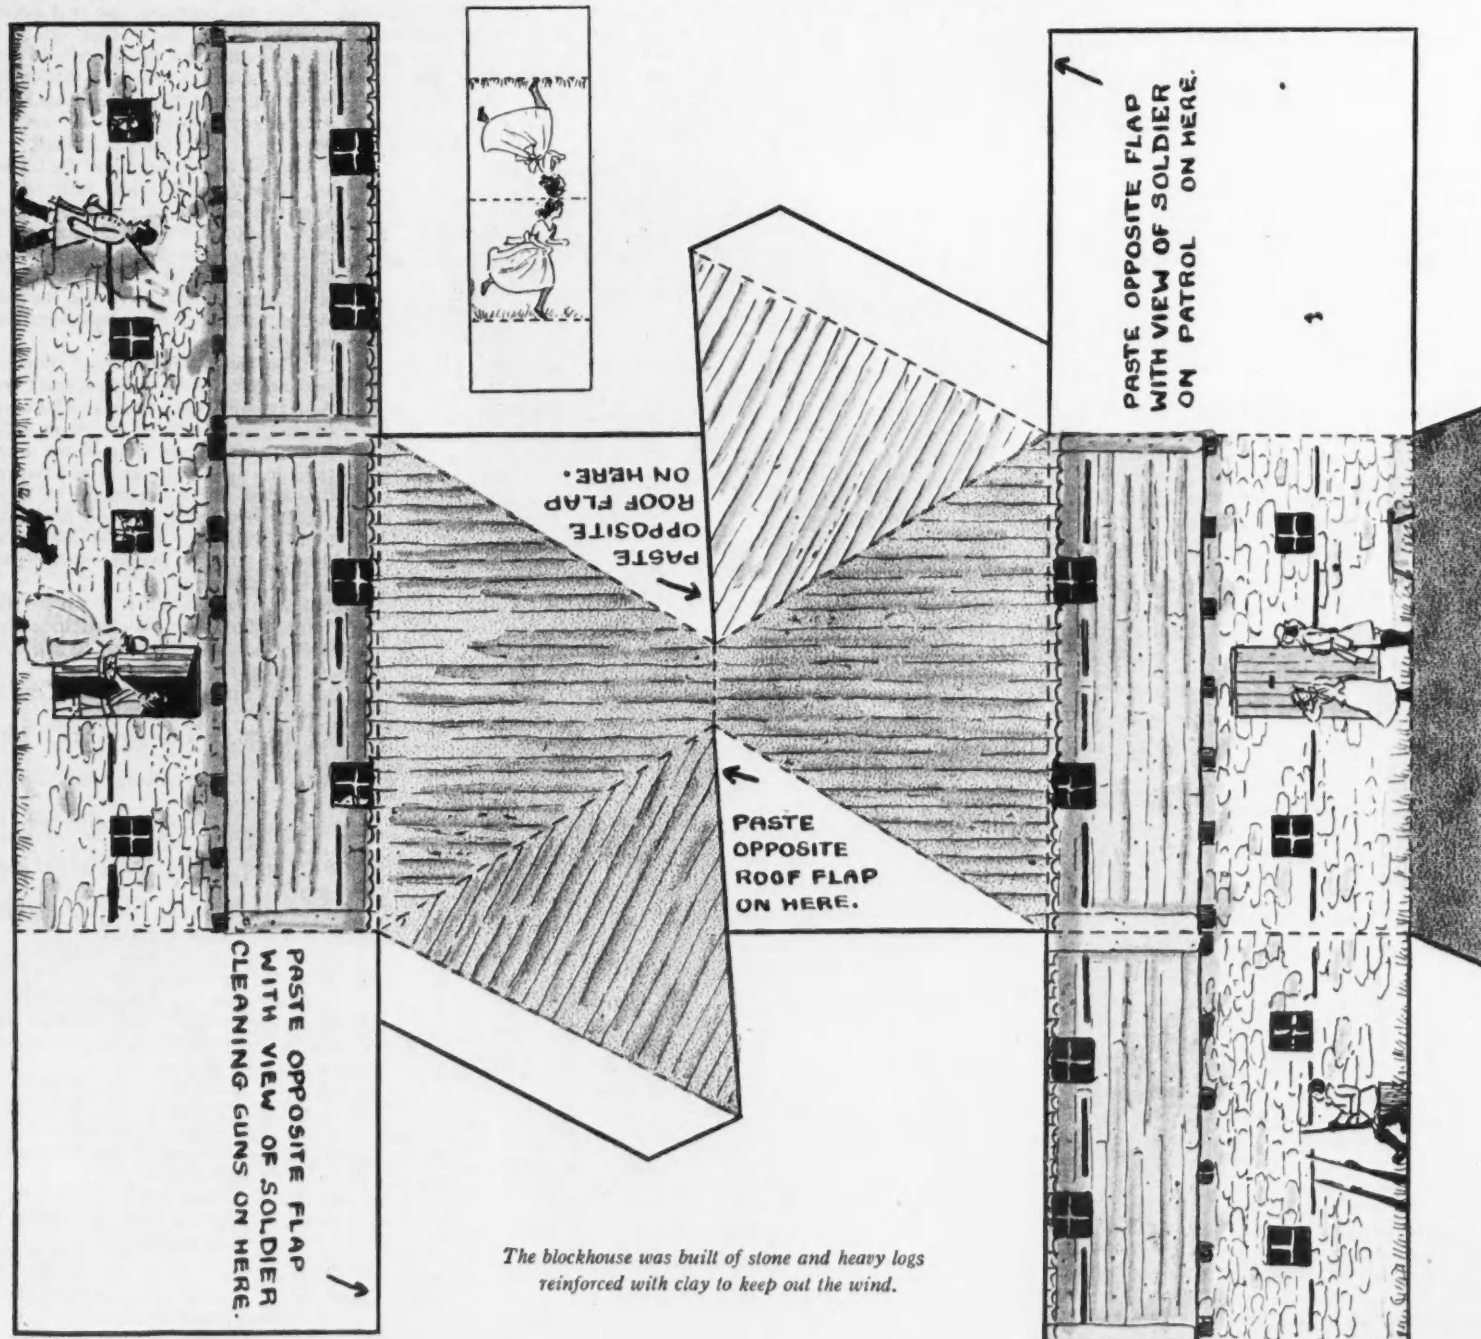 PASTE OPPOSITE FLAP
WITH VIEW OF SOLDIER
ON PATROL ON HERE.
PASTE
OPPOSITE
ROOF FLAP
ON HERE.
PASTE
OPPOSITE
ROOF FLAP
ON HERE.
PASTE OPPOSITE FLAP
WITH VIEW OF SOLDIER
CLEANING GUNS ON HERE.
The blockhouse was built of stone and heavy logs
reinforced with clay to keep out the wind.